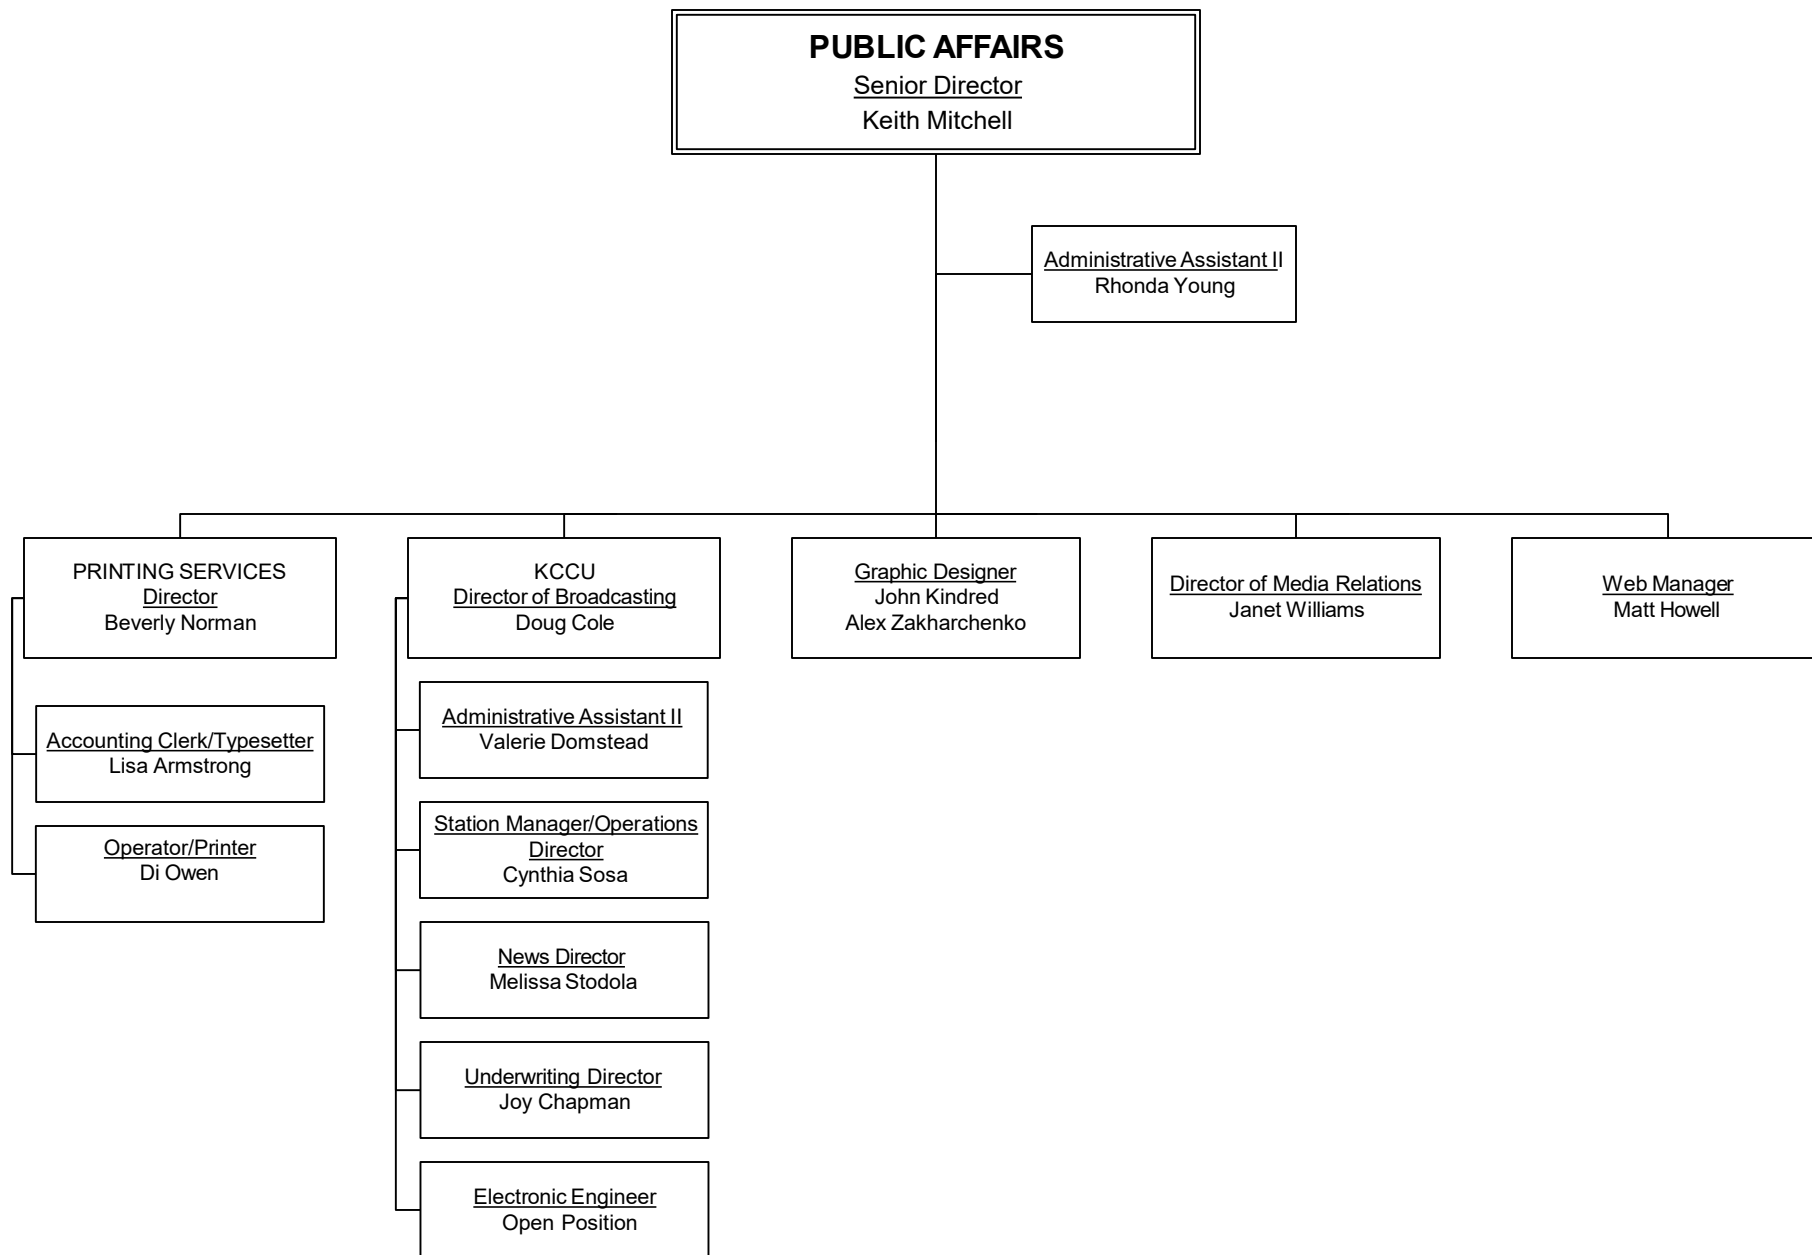 PUBLIC AFFAIRS
Senior Director
Keith Mitchell
Administrative Assistant II
Rhonda Young
PRINTING SERVICES
Director
Beverly Norman
Accounting Clerk/Typesetter
Lisa Armstrong
Operator/Printer
Di Owen
KCCU
Director of Broadcasting
Doug Cole
Administrative Assistant II
Valerie Domstead
Station Manager/Operations
Director
Cynthia Sosa
News Director
Melissa Stodola
Underwriting Director
Joy Chapman
Electronic Engineer
Open Position
Graphic Designer
John Kindred
Alex Zakharchenko
Director of Media Relations
Janet Williams
Web Manager
Matt Howell